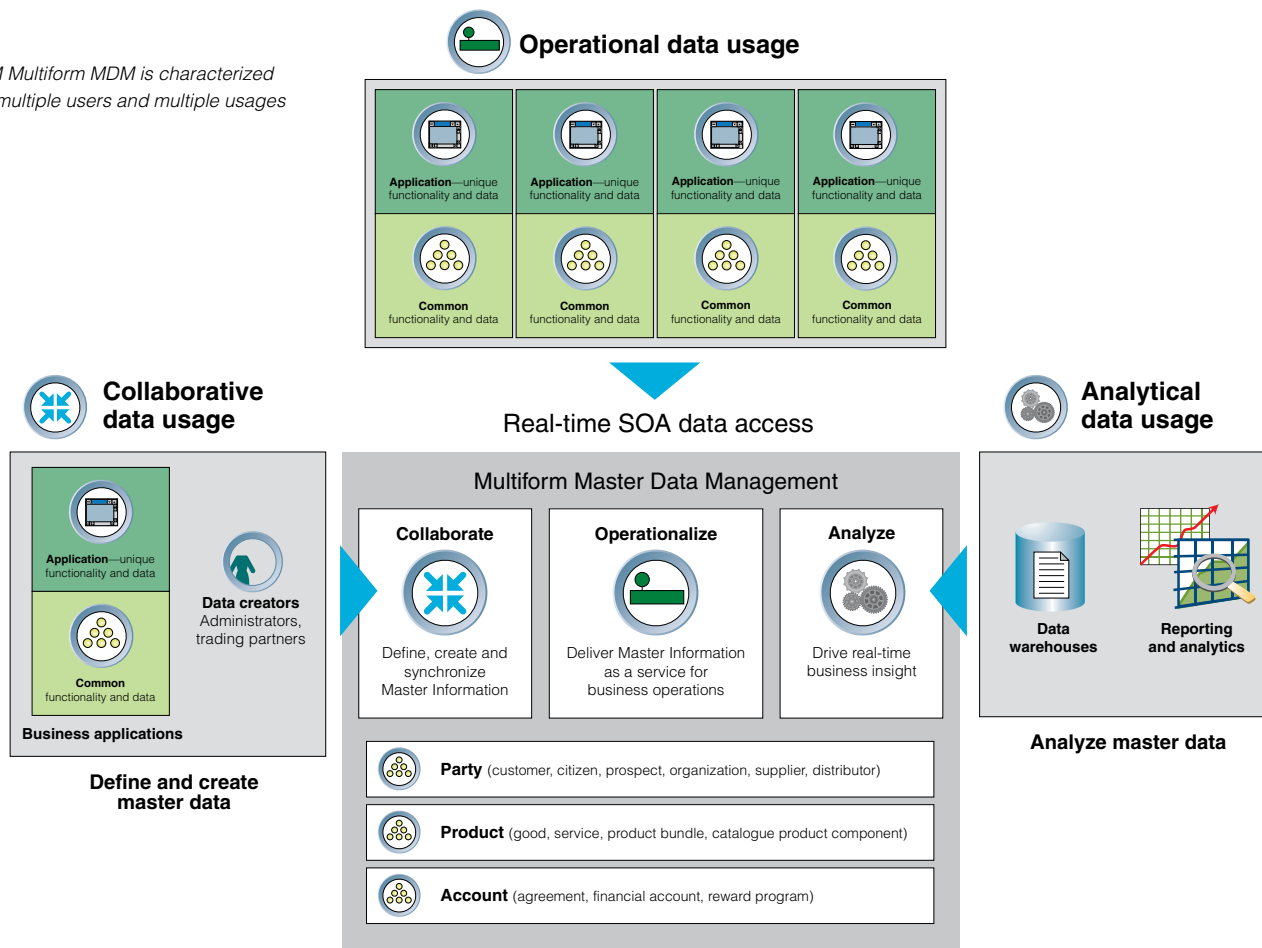 Operational data usage
Multiform MDM is characterized
multiple users and multiple usages
Application—unique
functionality and data
Application—unique
functionality and data
Application—unique
functionality and data
Application—unique
functionality and data
Common
functionality and data
Common
functionality and data
Common
functionality and data
Common
functionality and data
Collaborative
data usage
Real-time SOA data access
Analytical
data usage
Application—unique
functionality and data
Common
functionality and data
Business applications
Data creators
Administrators,
trading partners
Define and create
master data
Multiform Master Data Management
Collaborate
Define, create and
synchronize
Master Information
Operationalize
Deliver Master Information
as a service for
business operations
Analyze
Drive real-time
business insight
Party (customer, citizen, prospect, organization, supplier, distributor)
Product (good, service, product bundle, catalogue product component)
Account (agreement, financial account, reward program)
Data
warehouses
Reporting
and analytics
Analyze master data